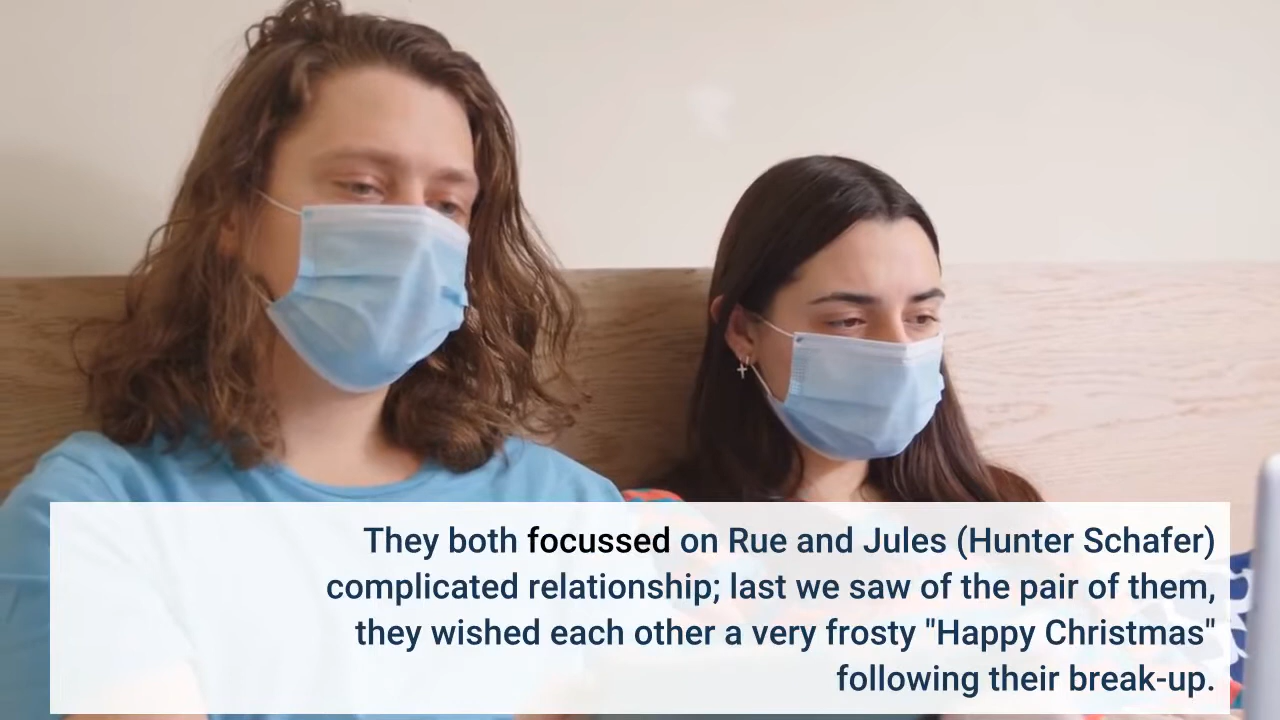 They both focussed on Rue and Jules (Hunter Schafer)
complicated relationship; last we saw of the pair of them,
they wished each other a very frosty "Happy Christmas"
following their break-up.